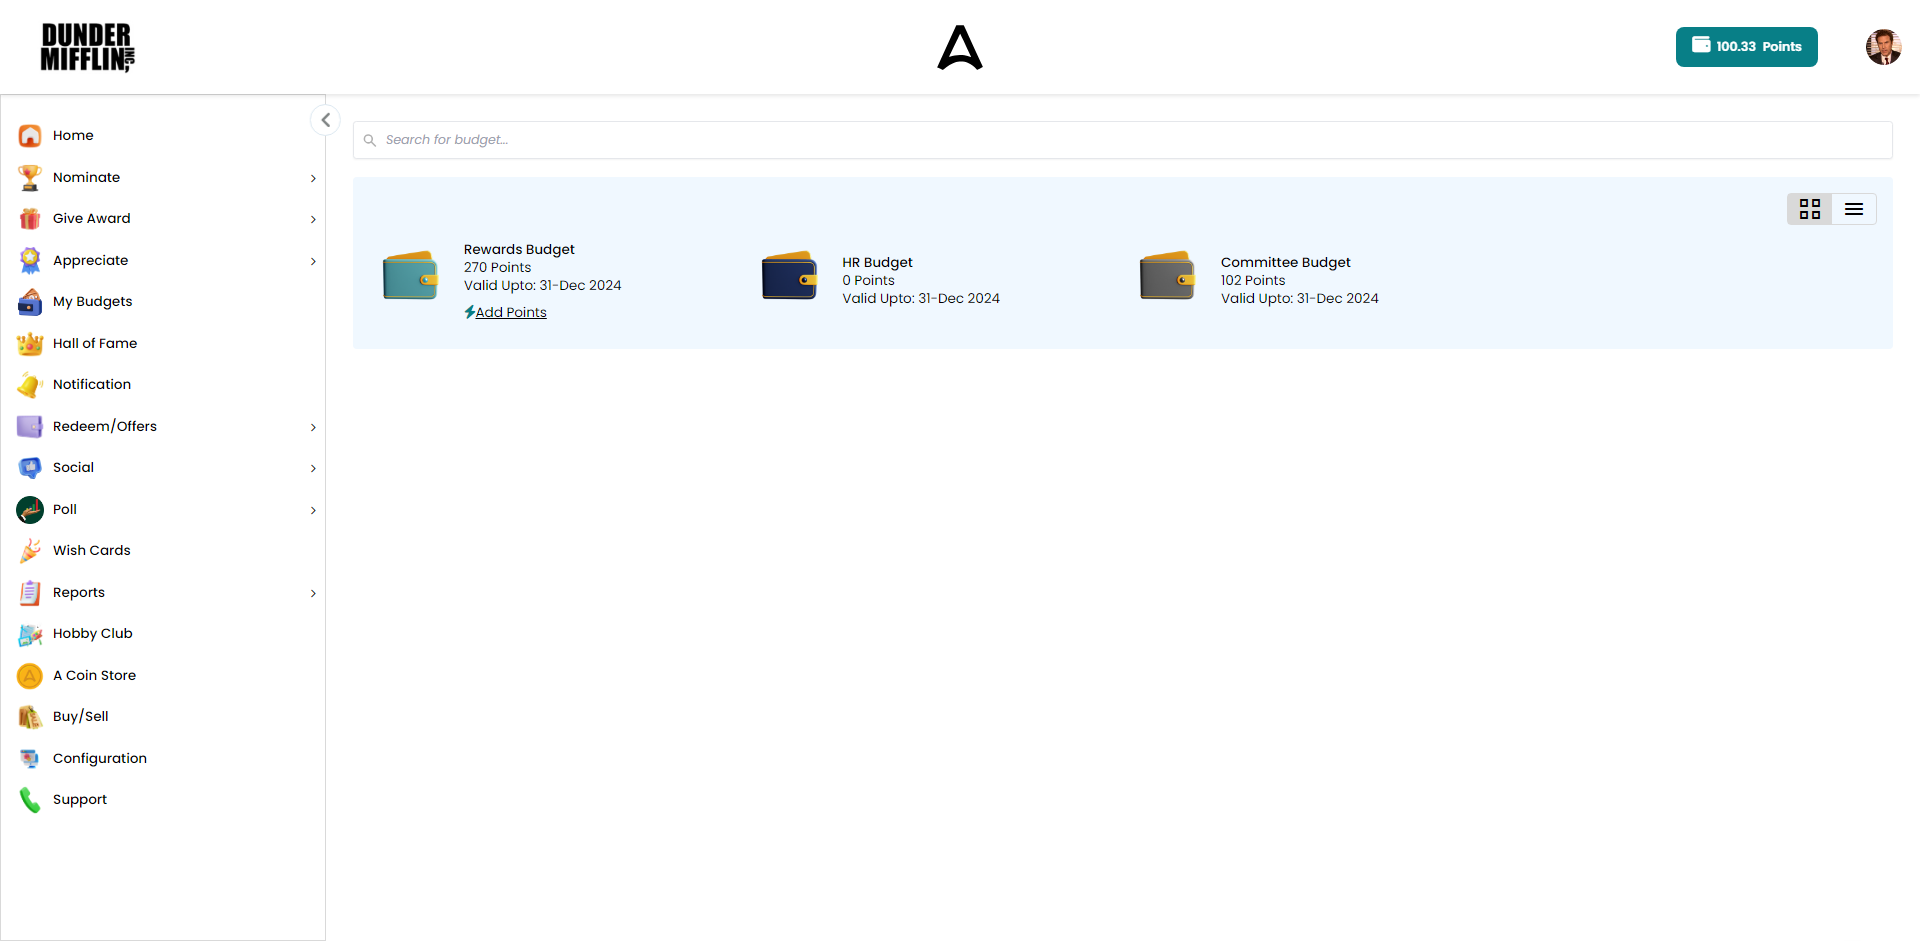 DUNDER
MIFFLIN INC,
100.33 Points
Home
Nominate
Give Award
Appreciate
My Budgets
Hall of Fame
Notification
Redeem/Offers
Social
Poll
Wish Cards
Reports
Hobby Club
A Coin Store
Buy/Sell
Configuration
Support
Search for budget...
Rewards Budget
270 Points
Valid Upto: 31-Dec 2024
Add Points
HR Budget
0 Points
Valid Upto: 31-Dec 2024
Committee Budget
102 Points
Valid Upto: 31-Dec 2024